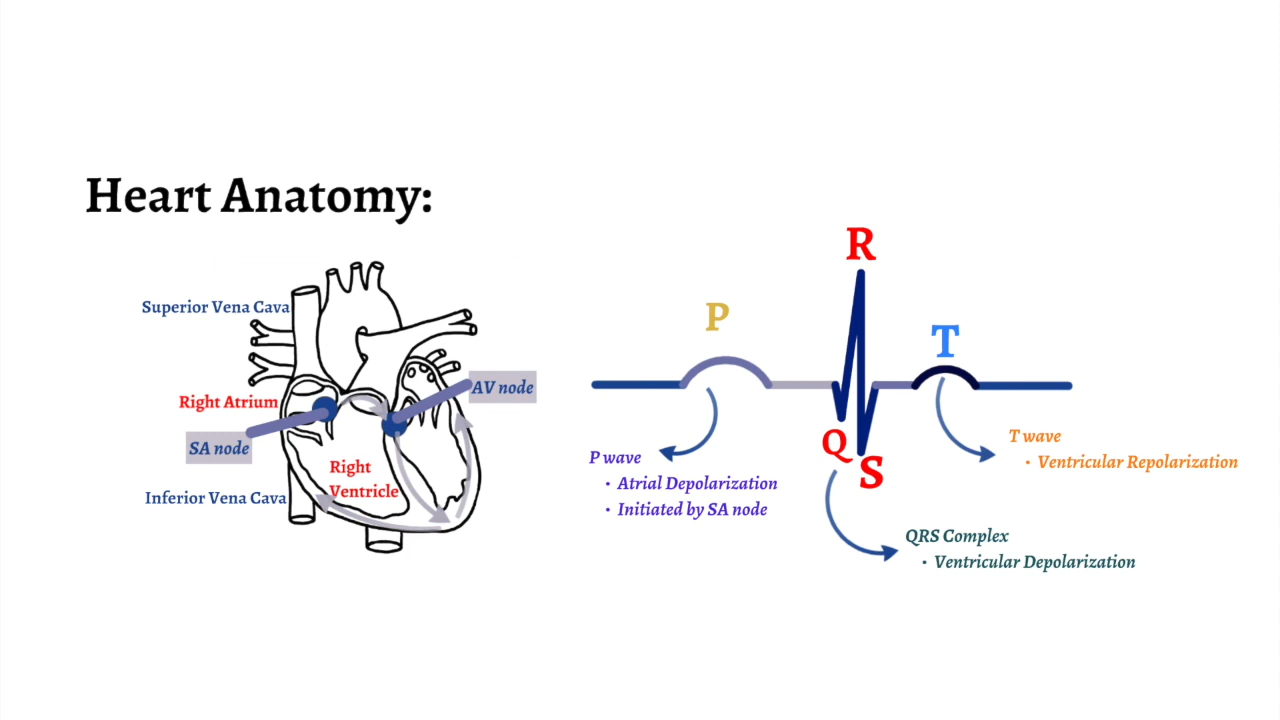 Heart Anatomy:
Superior Vena Cava
Right Atrium
SA node
Inferior Vena Cava
AV node
Right
Ventricle
P
R
Q
S
T
P wave
• Atrial Depolarization
• Initiated by SA node
QRS Complex
• Ventricular Depolarization
T wave
• Ventricular Repolarization